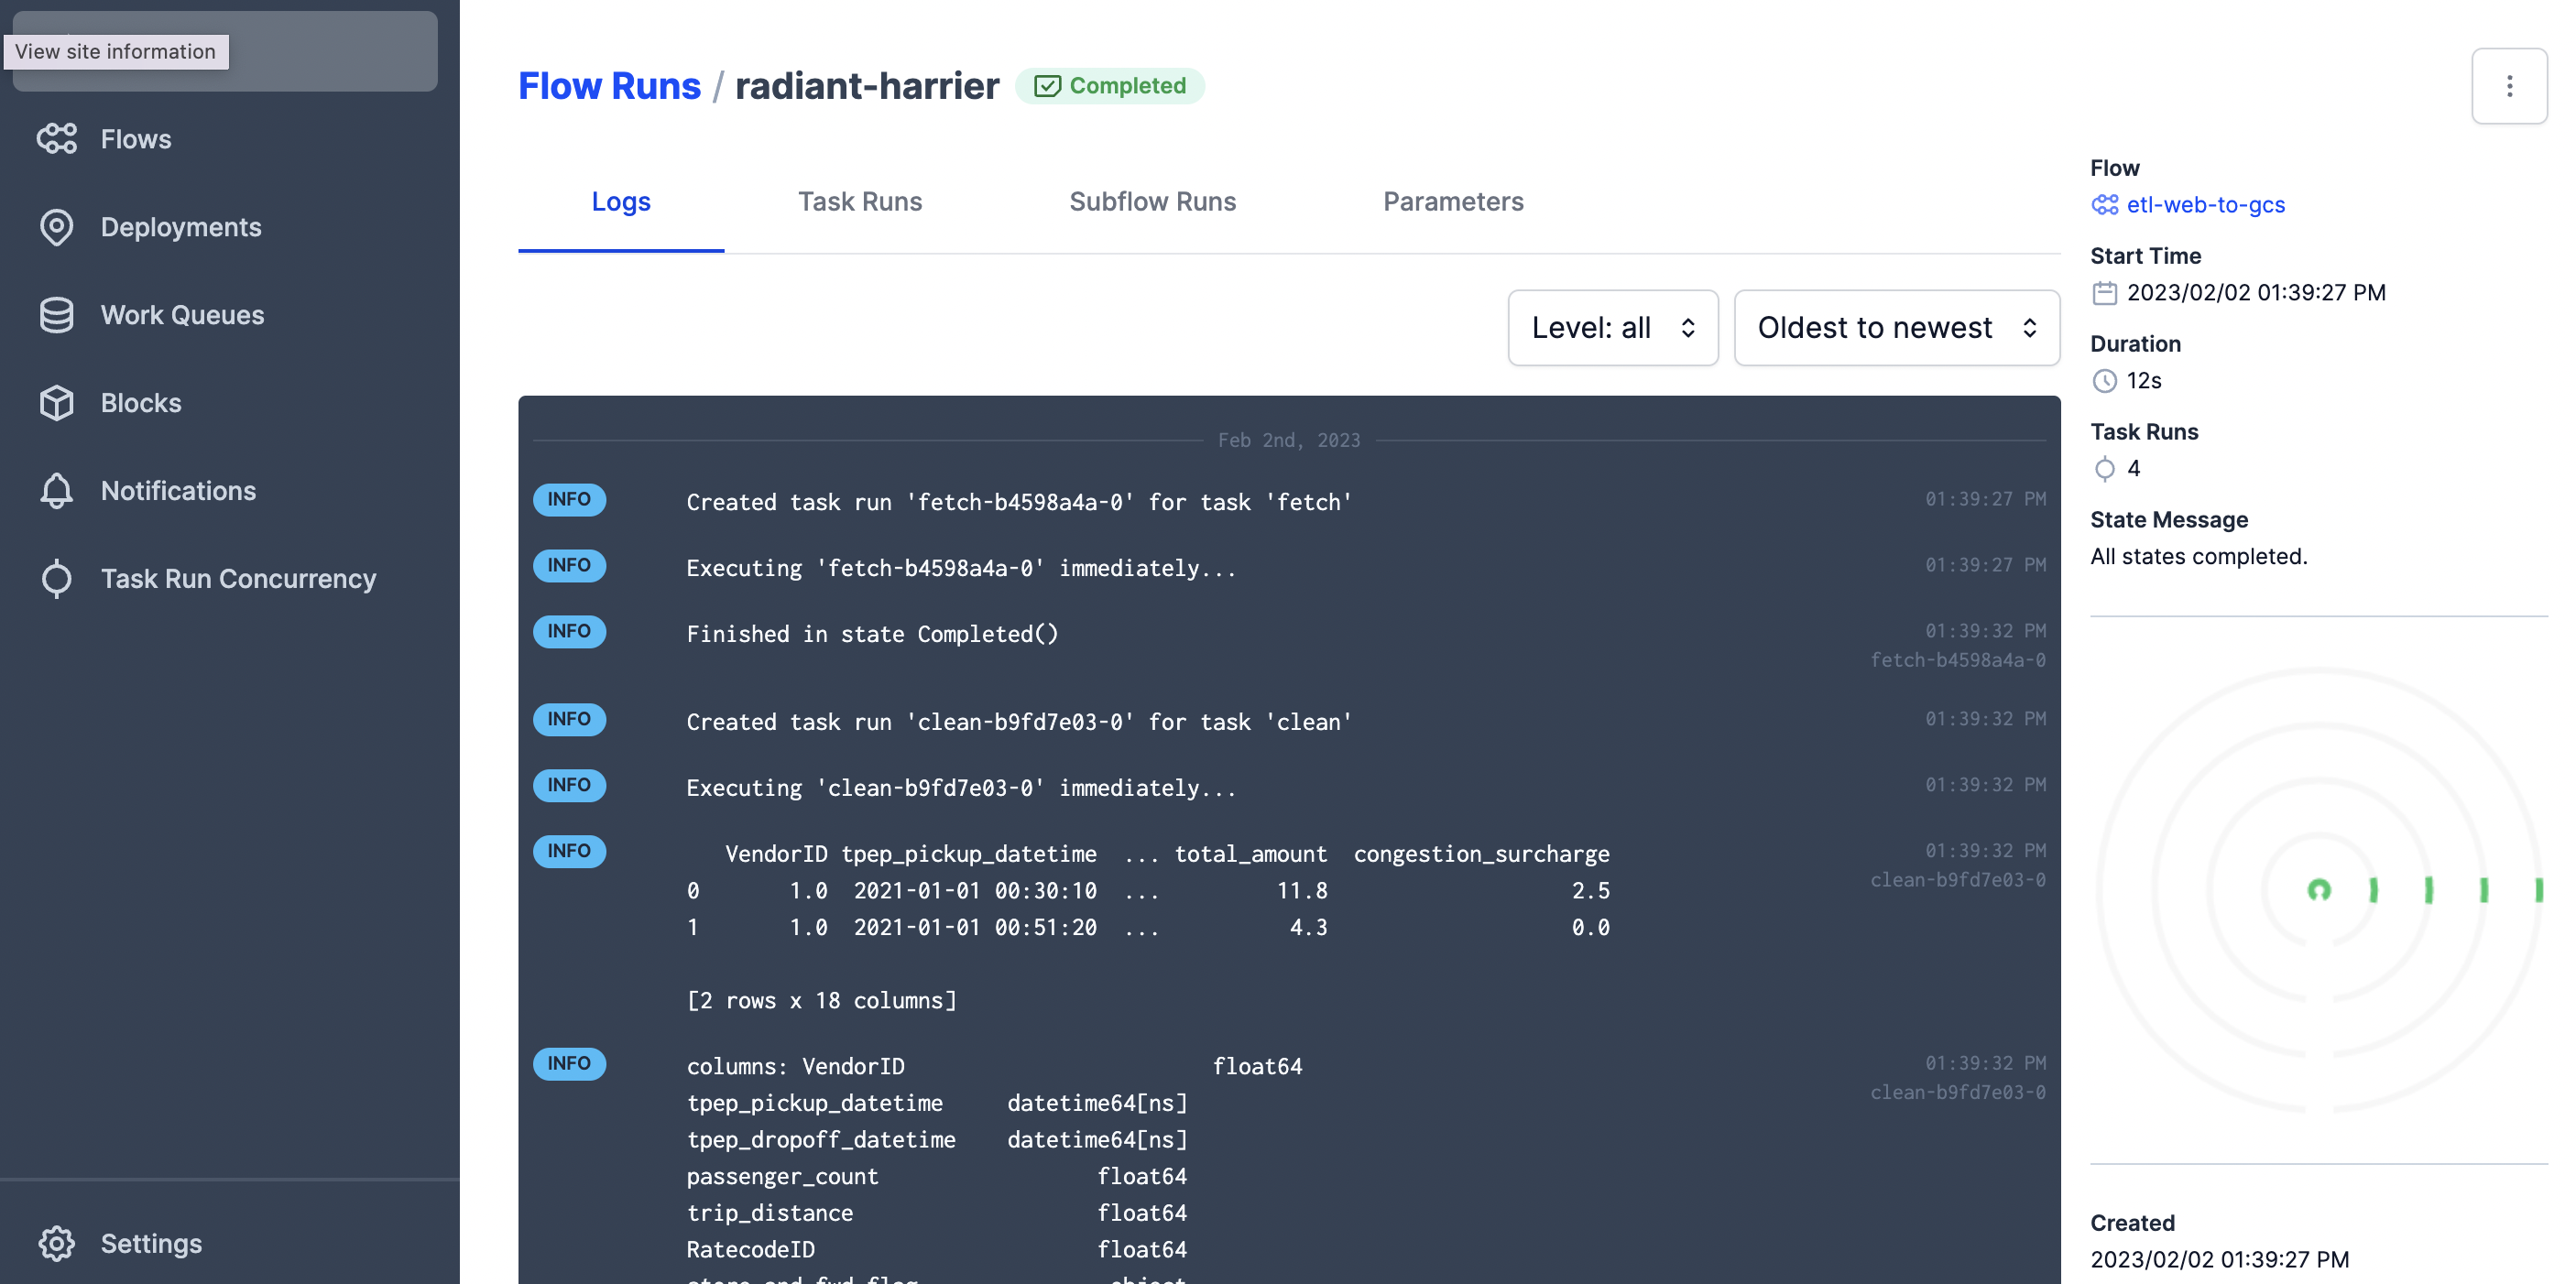 View site information
Flows
Deployments
Work Queues
Blocks
Notifications
Task Run Concurrency
Settings
Flow Runs / radiant-harrier Completed
Logs Task Runs Subflow Runs Parameters
Level: all Oldest to newest
Feb 2nd, 2023
INFO Created task run 'fetch-b4598a4a-0' for task 'fetch' 01:39:27 PM
INFO Executing 'fetch-b4598a4a-0' immediately... 01:39:27 PM
INFO Finished in state Completed() 01:39:32 PM
fetch-b4598a4a-0
INFO Created task run 'clean-b9fd7e03-0' for task 'clean' 01:39:32 PM
INFO Executing 'clean-b9fd7e03-0' immediately... 01:39:32 PM
INFO VendorID tpep_pickup_datetime ... total_amount congestion_surcharge 01:39:32 PM
clean-b9fd7e03-0
0 1.0 2021-01-01 00:30:10 ... 11.8 2.5
1 1.0 2021-01-01 00:51:20 ... 4.3 0.0
[2 rows x 18 columns]
INFO columns: VendorID float64 01:39:32 PM
clean-b9fd7e03-0
tpep_pickup_datetime datetime64[ns]
tpep_dropoff_datetime datetime64[ns]
passenger_count float64
trip_distance float64
RatecodeID float64
store_and_fwd_flag object
Flow
etl-web-to-gcs
Start Time
2023/02/02 01:39:27 PM
Duration
12s
Task Runs
4
State Message
All states completed.
Created
2023/02/02 01:39:27 PM